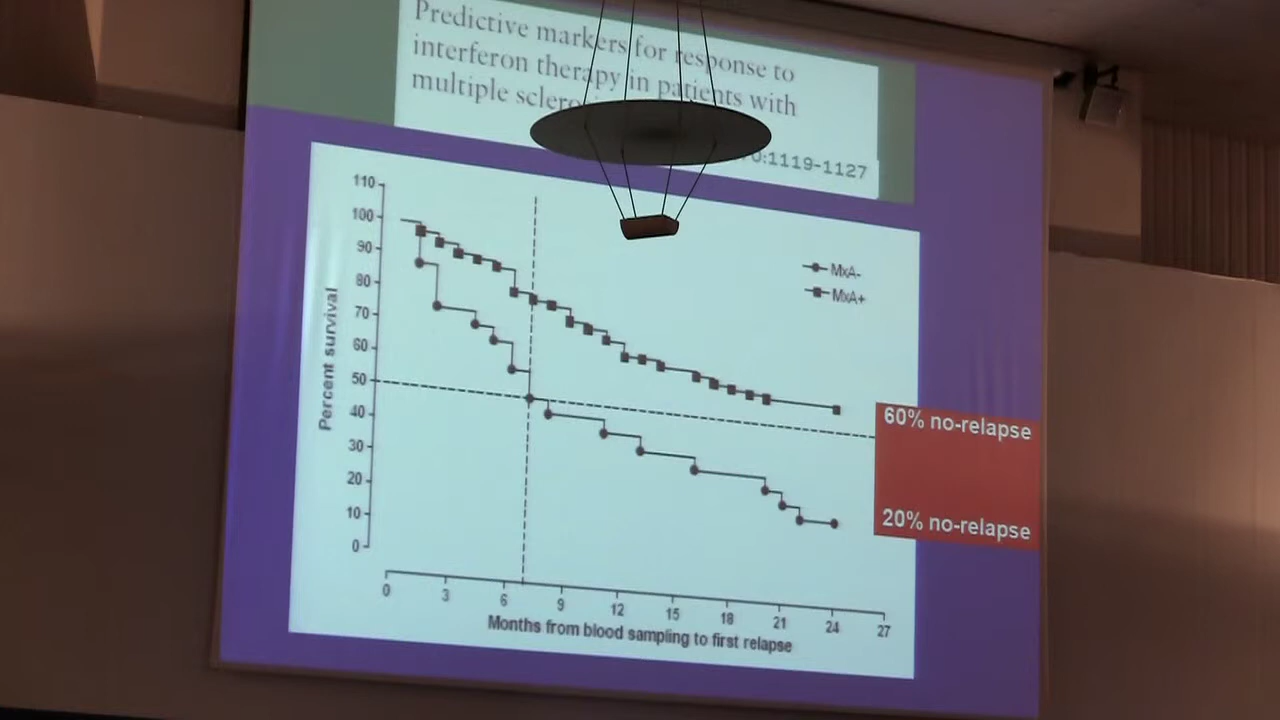 Predictive markers for response to
interferon therapy in patients with
multiple
:1119-1127
110
100
90
80
70
60
50
40
30
20
10
0
Percent survival
MxA-
MxA+
60% no-relapse
20% no-relapse
0 3 6 9 12 15 18 21 24 27
Months from blood sampling to first relapse